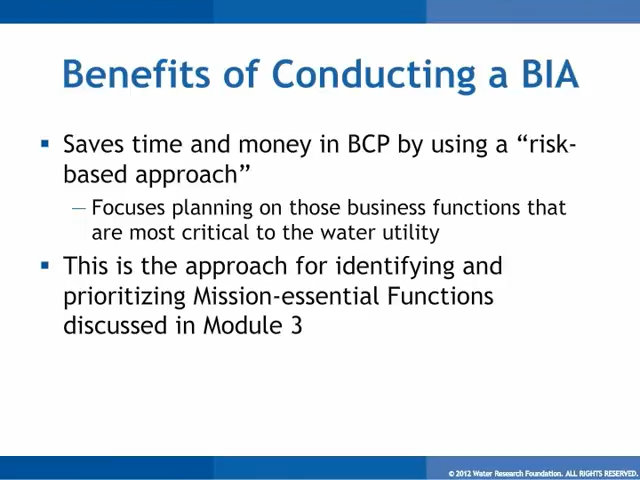 Benefits of Conducting a BIA
▪ Saves time and money in BCP by using a “risk-
based approach”
— Focuses planning on those business functions that
are most critical to the water utility
▪ This is the approach for identifying and
prioritizing Mission-essential Functions
discussed in Module 3
© 2012 Water Research Foundation. ALL RIGHTS RESERVED.